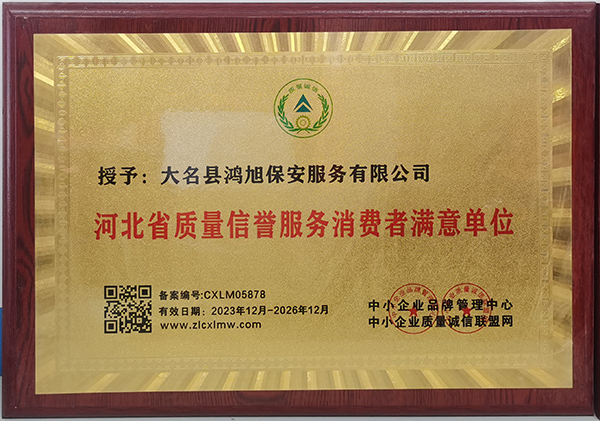 质量诚信
授予：大名县鸿旭保安服务有限公司
河北省质量信誉服务消费者满意单位
备案编号:CXLM05878
有效日期：2023年12月-2026年12月
www.zlcxlmw.com
中小企业品牌管理中心
中小企业质量诚信联盟网